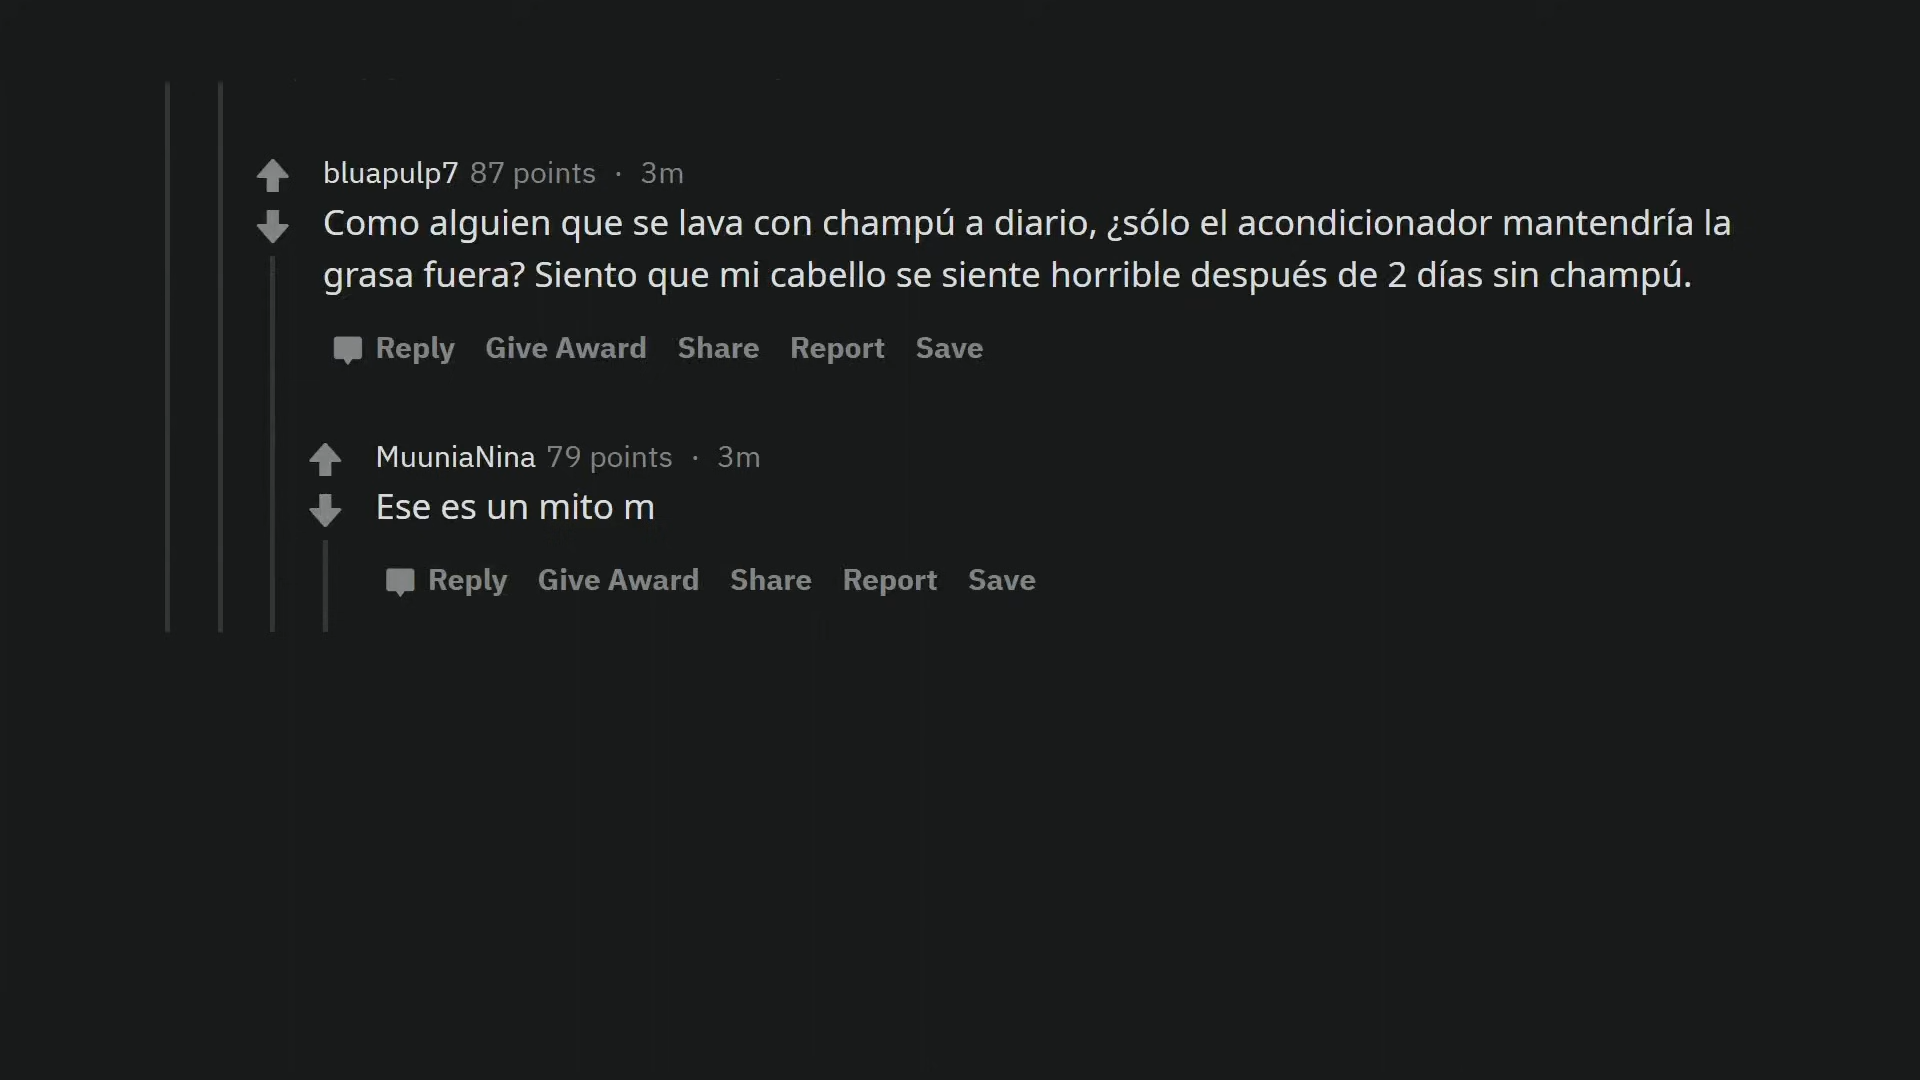 bluapulp7 87 points · 3m
Como alguien que se lava con champú a diario, ¿sólo el acondicionador mantendría la
grasa fuera? Siento que mi cabello se siente horrible después de 2 días sin champú.
Reply Give Award Share Report Save
MuuniaNina 79 points · 3m
Ese es un mito m
Reply Give Award Share Report Save